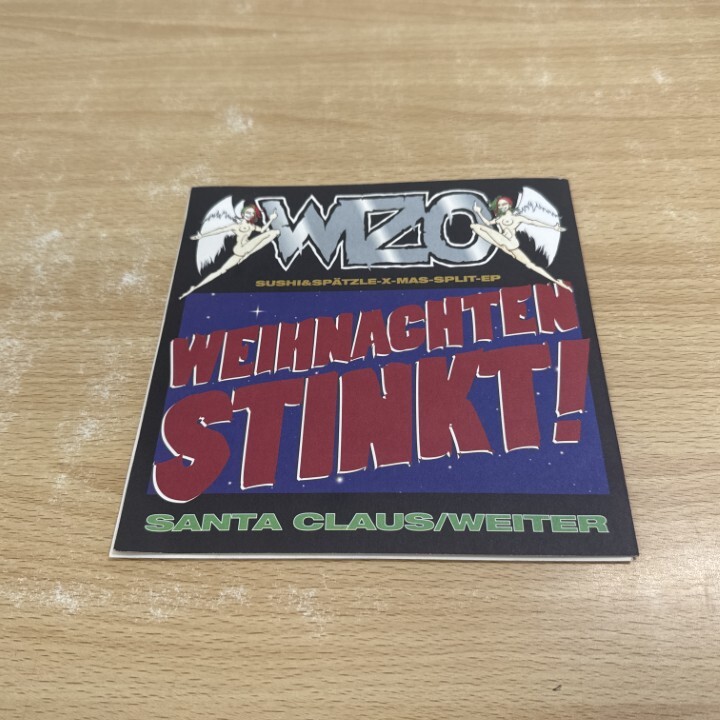 WIZO
SUSHI&SPÄTZLE-X-MAS-SPLIT-EP
WEIHNACHTEN
STINKT!
SANTA CLAUS/WEITER